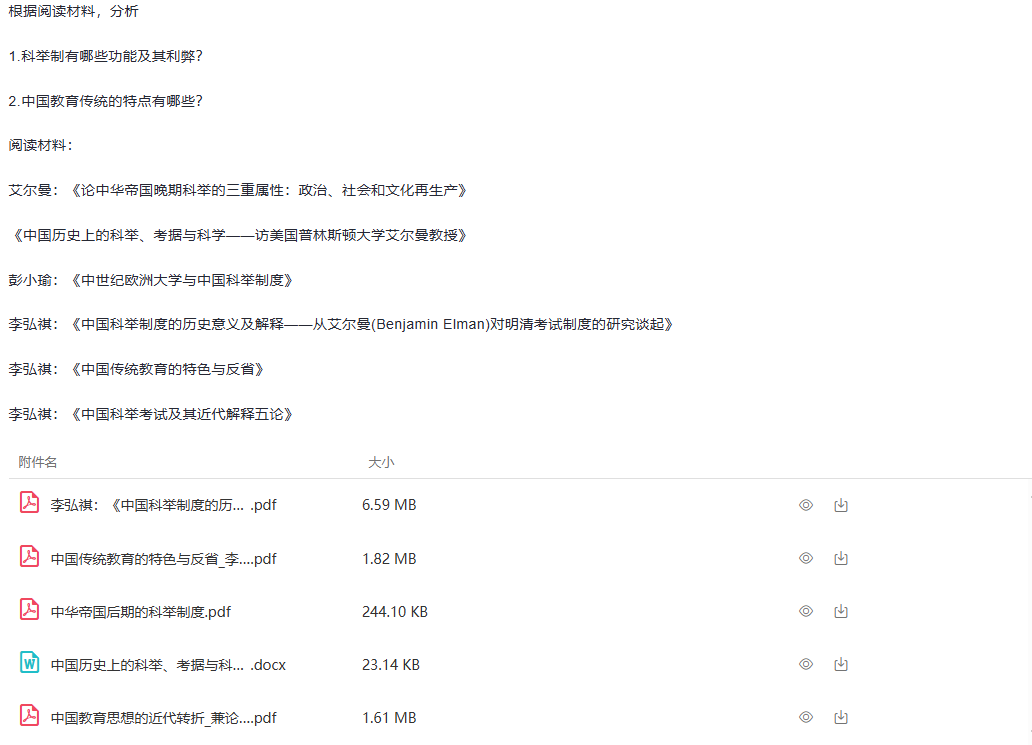 根据阅读材料，分析
1.科举制有哪些功能及其利弊？
2.中国教育传统的特点有哪些？
阅读材料：
艾尔曼：《论中华帝国晚期科举的三重属性：政治、社会和文化再生产》
《中国历史上的科举、考据与科学——访美国普林斯顿大学艾尔曼教授》
彭小瑜：《中世纪欧洲大学与中国科举制度》
李弘祺：《中国科举制度的历史意义及解释——从艾尔曼(Benjamin Elman)对明清考试制度的研究谈起》
李弘祺：《中国传统教育的特色与反省》
李弘祺：《中国科举考试及其近代解释五论》
附件名 大小
李弘祺：《中国科举制度的历... .pdf 6.59 MB
中国传统教育的特色与反省_李....pdf 1.82 MB
中华帝国后期的科举制度.pdf 244.10 KB
中国历史上的科举、考据与科... .docx 23.14 KB
中国教育思想的近代转折_兼论....pdf 1.61 MB